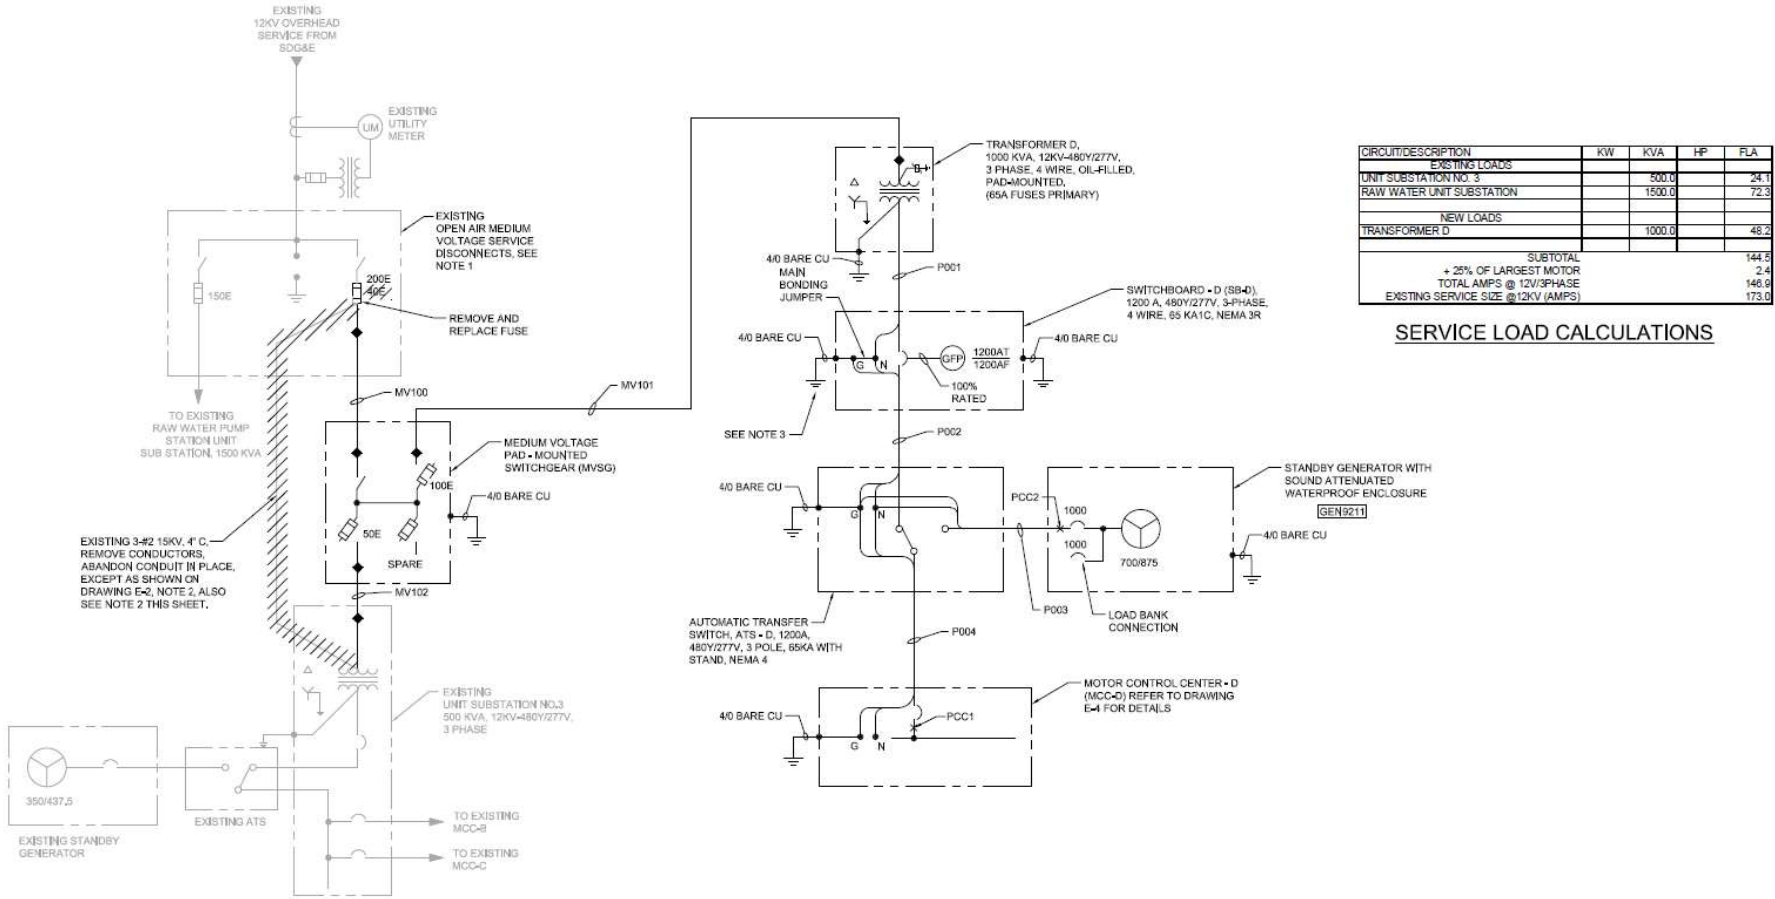 EXISTING
12KV OVERHEAD
SERVICE FROM
SDG&E
EXISTING
UTILITY
METER
UM
EXISTING
OPEN AIR MEDIUM
VOLTAGE SERVICE
DISCONNECTS, SEE
NOTE 1
150E
200E
40E
REMOVE AND
REPLACE FUSE
TO EXISTING
RAW WATER PUMP
STATION UNIT
SUB STATION, 1500 KVA
MV100
MV101
MEDIUM VOLTAGE
PAD - MOUNTED
SWITCHGEAR (MVSG)
100E
4/0 BARE CU
50E
SPARE
MV102
EXISTING 3-#2 15KV, 4" C,
REMOVE CONDUCTORS,
ABANDON CONDUIT IN PLACE,
EXCEPT AS SHOWN ON
DRAWING E-2, NOTE 2, ALSO
SEE NOTE 2 THIS SHEET.
EXISTING
UNIT SUBSTATION NO.3
500 KVA, 12KV-480Y/277V,
3 PHASE
350/437.5
EXISTING STANDBY
GENERATOR
EXISTING ATS
TO EXISTING
MCC-B
TO EXISTING
MCC-C
TRANSFORMER D,
1000 KVA, 12KV-480Y/277V,
3 PHASE, 4 WIRE, OIL-FILLED,
PAD-MOUNTED,
(65A FUSES PRIMARY)
4/0 BARE CU
MAIN
BONDING
JUMPER
P001
SWITCHBOARD - D (SB-D),
1200 A, 480Y/277V, 3-PHASE,
4 WIRE, 65 KA1C, NEMA 3R
4/0 BARE CU
4/0 BARE CU
G
N
GFP
1200AT
1200AF
100%
RATED
SEE NOTE 3
P002
4/0 BARE CU
G
N
PCC2
1000
1000
700/875
STANDBY GENERATOR WITH
SOUND ATTENUATED
WATERPROOF ENCLOSURE
GEN9211
4/0 BARE CU
P003
LOAD BANK
CONNECTION
AUTOMATIC TRANSFER
SWITCH, ATS - D, 1200A,
480Y/277V, 3 POLE, 65KA WITH
STAND, NEMA 4
P004
MOTOR CONTROL CENTER - D
(MCC-D) REFER TO DRAWING
E-4 FOR DETAILS
4/0 BARE CU
PCC1
G
N
CIRCUIT/DESCRIPTION KW KVA HP FLA
EXISTING LOADS
UNIT SUBSTATION NO. 3 500.0 24.1
RAW WATER UNIT SUBSTATION 1500.0 72.3
NEW LOADS
TRANSFORMER D 1000.0 48.2
SUBTOTAL 144.5
+ 25% OF LARGEST MOTOR 2.4
TOTAL AMPS @ 12V/3PHASE 146.9
EXISTING SERVICE SIZE @12KV (AMPS) 173.0
SERVICE LOAD CALCULATIONS